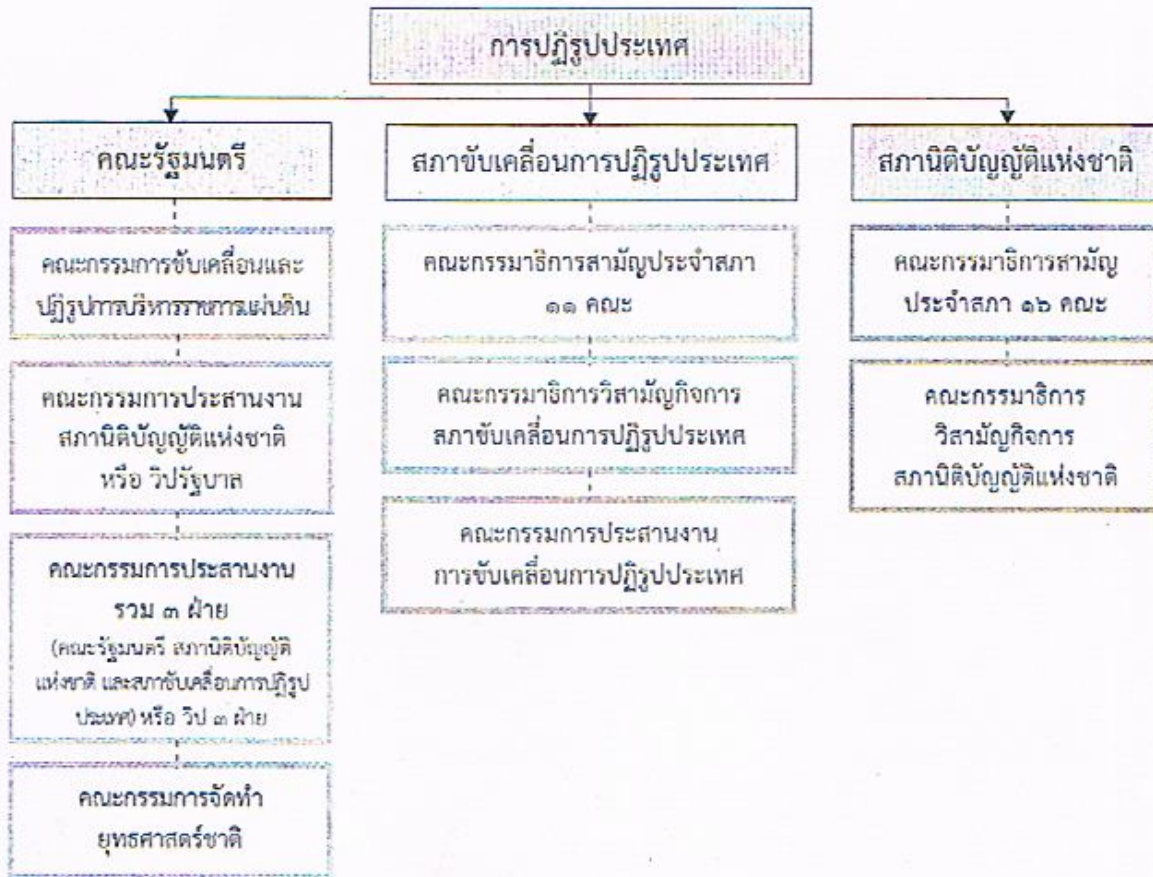 การปฏิรูปประเทศ
คณะรัฐมนตรี
คณะกรรมการขับเคลื่อนและ
ปฏิรูปการบริหารราชการแผ่นดิน
คณะกรรมการประสานงาน
สภานิติบัญญัติแห่งชาติ
หรือ วิปรัฐบาล
คณะกรรมการประสานงาน
รวม ๓ ฝ่าย
(คณะรัฐมนตรี สภานิติบัญญัติ
แห่งชาติ และสภาขับเคลื่อนการปฏิรูป
ประเทศ) หรือ วิป ๓ ฝ่าย
คณะกรรมการจัดทำ
ยุทธศาสตร์ชาติ
สภาขับเคลื่อนการปฏิรูปประเทศ
คณะกรรมาธิการสามัญประจำสภา
๑๑ คณะ
คณะกรรมาธิการวิสามัญกิจการ
สภาขับเคลื่อนการปฏิรูปประเทศ
คณะกรรมการประสานงาน
การขับเคลื่อนการปฏิรูปประเทศ
สภานิติบัญญัติแห่งชาติ
คณะกรรมาธิการสามัญ
ประจำสภา ๑๖ คณะ
คณะกรรมาธิการ
วิสามัญกิจการ
สภานิติบัญญัติแห่งชาติ